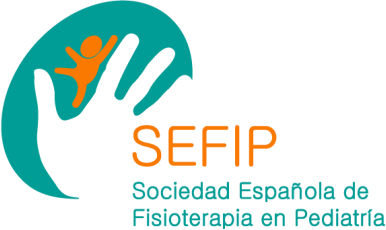 SEFIP
Sociedad Española de
Fisioterapia en Pediatría